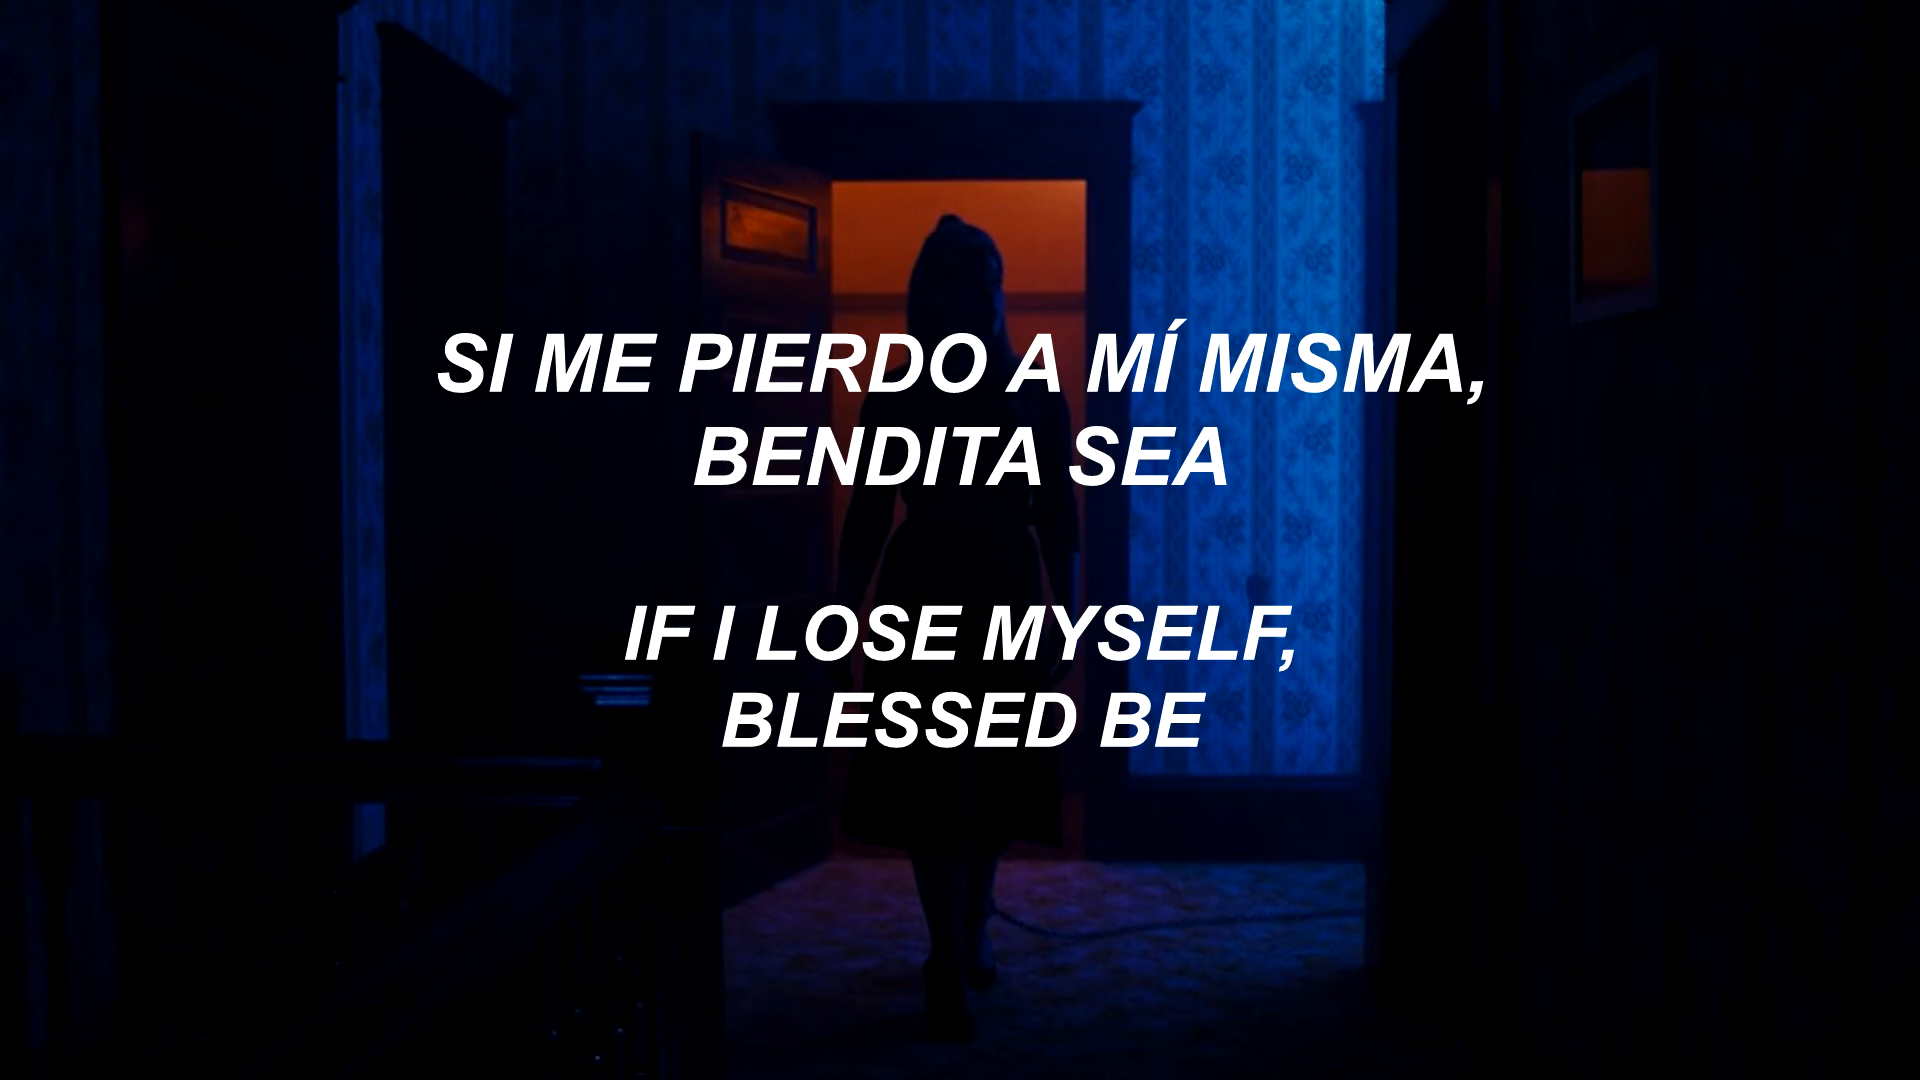 SI ME PIERDO A MÍ MISMA,
BENDITA SEA
IF I LOSE MYSELF,
BLESSED BE